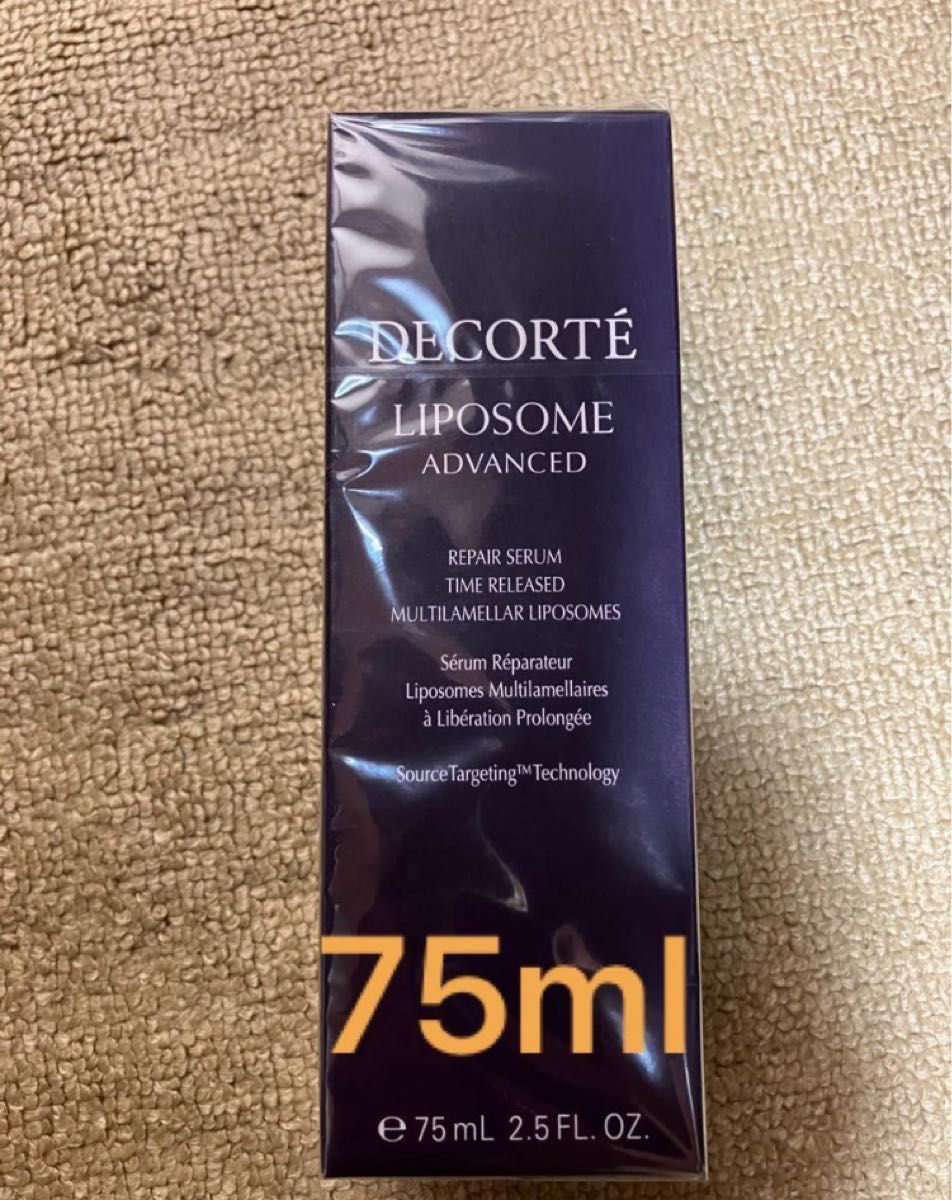 DECORTÉ
LIPOSOME
ADVANCED
REPAIR SERUM
TIME RELEASED
MULTILAMELLAR LIPOSOMES
Sérum Réparateur
Liposomes Multilamellaires
à Libération Prolongée
SourceTargeting™Technology
75ml
℮ 75 mL 2.5 FL. OZ.